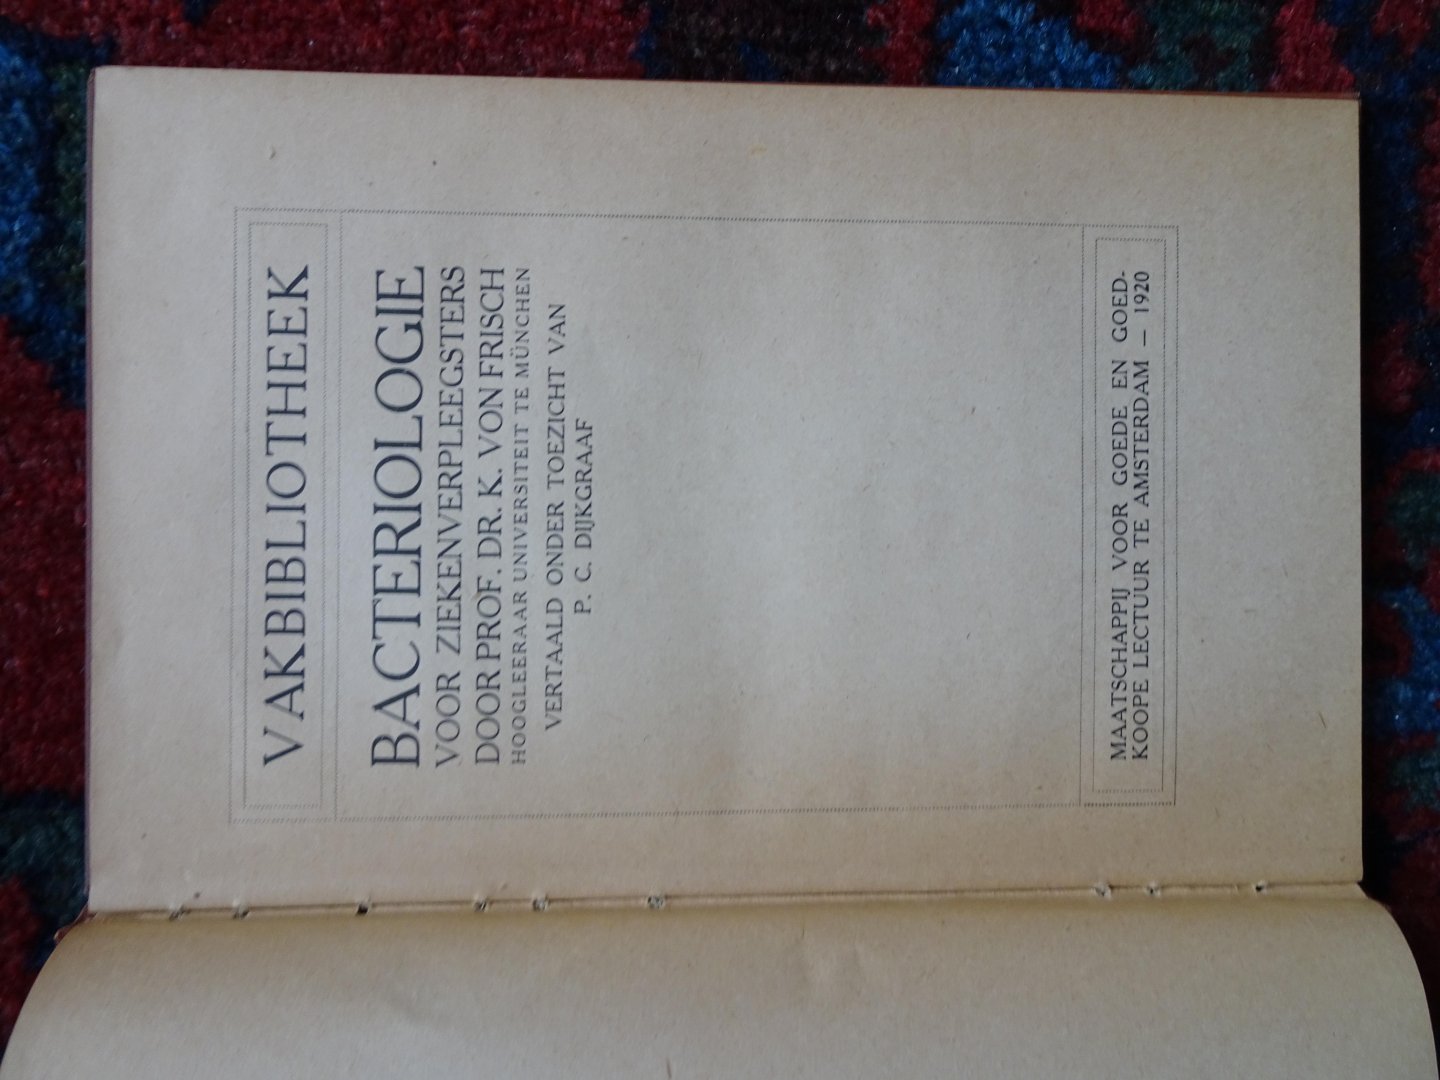 VAKBIBLIOTHEEK
BACTERIOLOGIE
VOOR ZIEKENVERPLEEGSTERS
DOOR PROF. DR. K. VON FRISCH
HOOGLEERAAR UNIVERSITEIT TE MÜNCHEN
VERTAALD ONDER TOEZICHT VAN
P. C. DIJKGRAAF
MAATSCHAPPIJ VOOR GOEDE EN GOED-
KOOPE LECTUUR TE AMSTERDAM — 1920